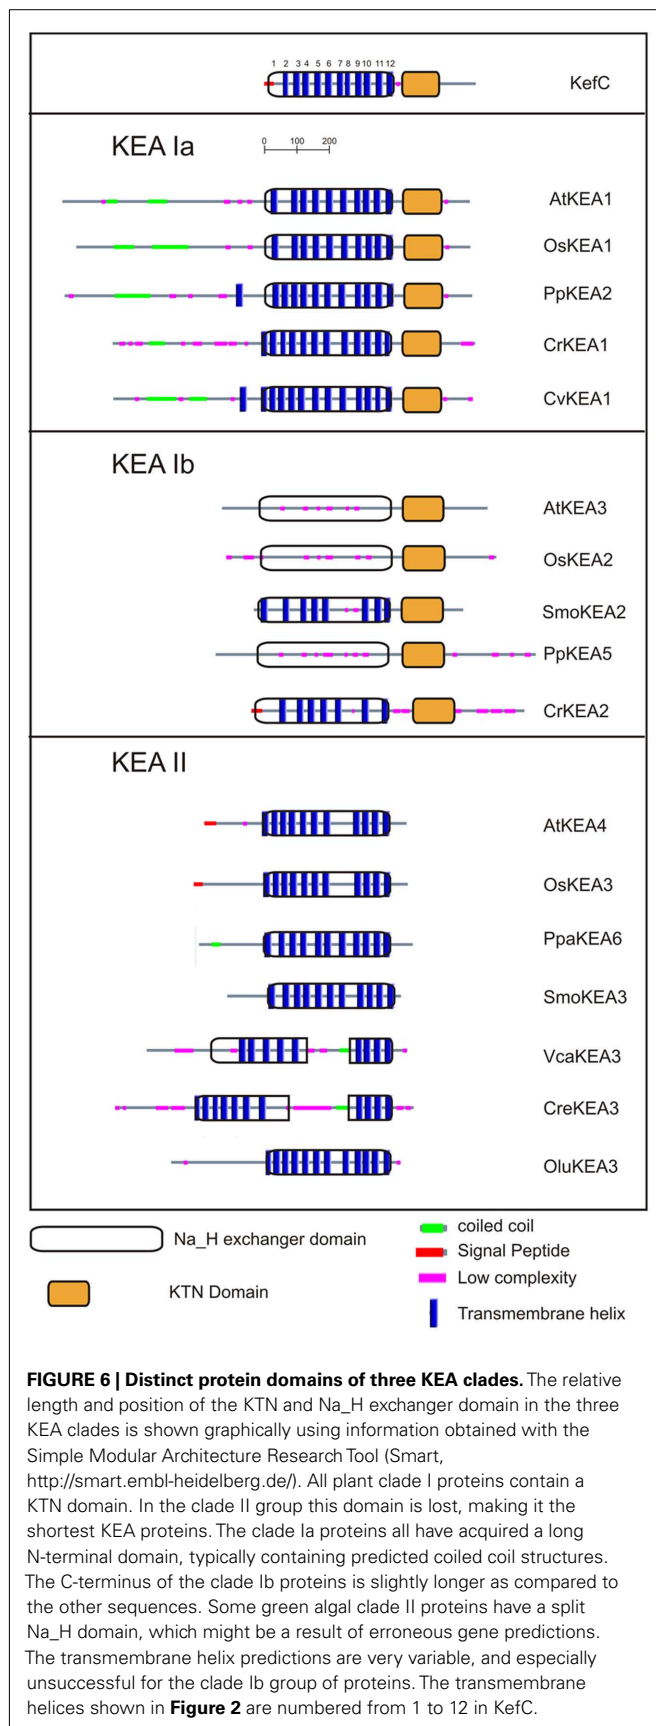 1 2 3 4 5 6 7 8 9 10 11 12
KefC
KEA Ia
0 100 200
AtKEA1
OsKEA1
PpKEA2
CrKEA1
CvKEA1
KEA Ib
AtKEA3
OsKEA2
SmoKEA2
PpKEA5
CrKEA2
KEA II
AtKEA4
OsKEA3
PpaKEA6
SmoKEA3
VcaKEA3
CreKEA3
OluKEA3
Na_H exchanger domain
KTN Domain
coiled coil
Signal Peptide
Low complexity
Transmembrane helix
FIGURE 6 | Distinct protein domains of three KEA clades. The relative
length and position of the KTN and Na_H exchanger domain in the three
KEA clades is shown graphically using information obtained with the
Simple Modular Architecture Research Tool (Smart,
http://smart.embl-heidelberg.de/). All plant clade I proteins contain a
KTN domain. In the clade II group this domain is lost, making it the
shortest KEA proteins. The clade Ia proteins all have acquired a long
N-terminal domain, typically containing predicted coiled coil structures.
The C-terminus of the clade Ib proteins is slightly longer as compared to
the other sequences. Some green algal clade II proteins have a split
Na_H domain, which might be a result of erroneous gene predictions.
The transmembrane helix predictions are very variable, and especially
unsuccessful for the clade Ib group of proteins. The transmembrane
helices shown in Figure 2 are numbered from 1 to 12 in KefC.